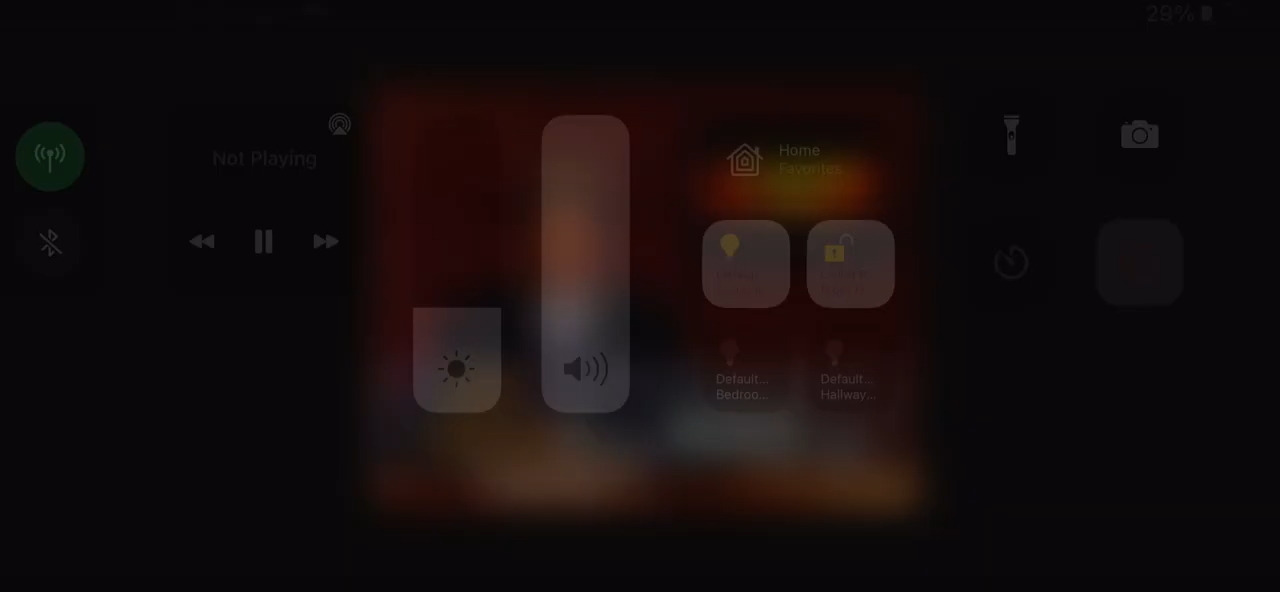 29%
Not Playing
Home
Favorites
Default...
Bedroo...
Default...
Hallway...